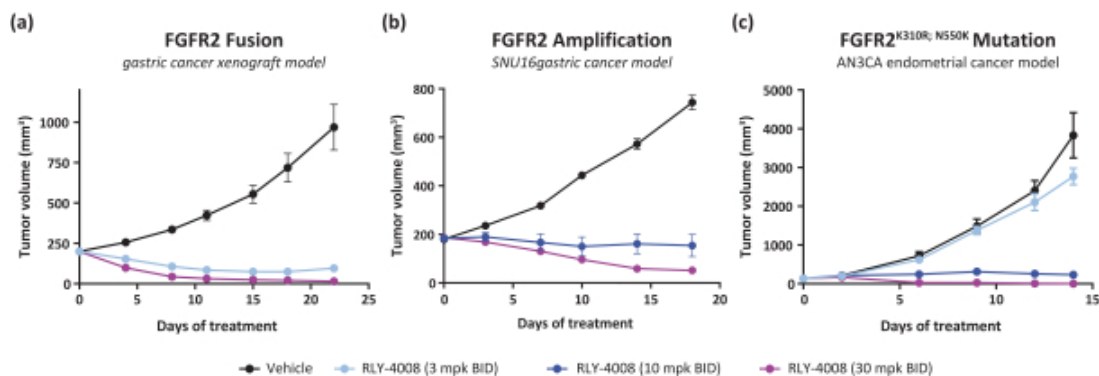 (a)
FGFR2 Fusion
gastric cancer xenograft model
Tumor volume (mm³)
1000
750
500
250
0
0 5 10 15 20 25
Days of treatment
(b)
FGFR2 Amplification
SNU16gastric cancer model
Tumor volume (mm³)
800
600
400
200
0
0 5 10 15 20
Days of treatment
(c)
FGFR2K310R; N550K Mutation
AN3CA endometrial cancer model
Tumor volume (mm³)
5000
4000
3000
2000
1000
0
0 5 10 15
Days of treatment
Vehicle RLY-4008 (3 mpk BID) RLY-4008 (10 mpk BID) RLY-4008 (30 mpk BID)